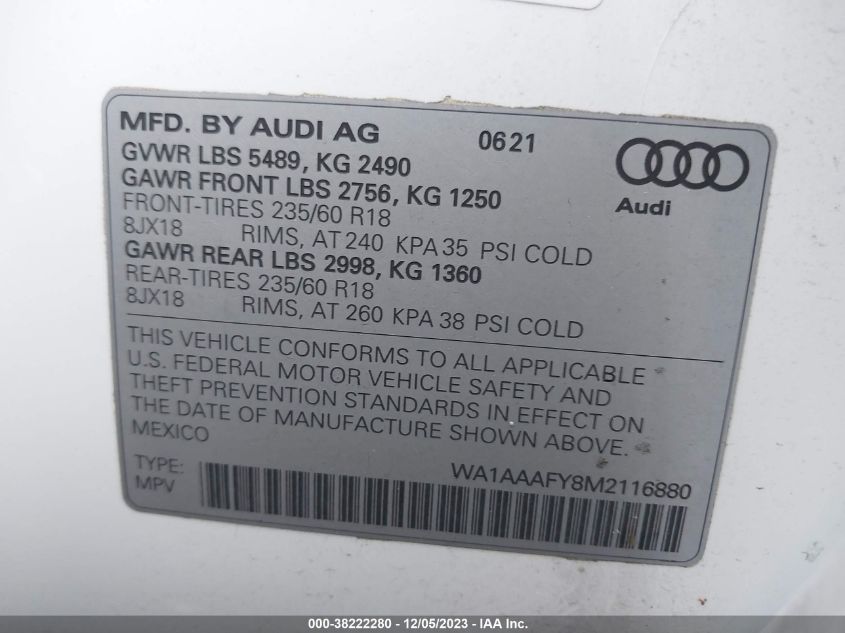 MFD. BY AUDI AG 0621
GVWR LBS 5489, KG 2490
GAWR FRONT LBS 2756, KG 1250
FRONT-TIRES 235/60 R18
8JX18 RIMS, AT 240 KPA 35 PSI COLD
GAWR REAR LBS 2998, KG 1360
REAR-TIRES 235/60 R18
8JX18 RIMS, AT 260 KPA 38 PSI COLD
Audi
THIS VEHICLE CONFORMS TO ALL APPLICABLE
U.S. FEDERAL MOTOR VEHICLE SAFETY AND
THEFT PREVENTION STANDARDS IN EFFECT ON
THE DATE OF MANUFACTURE SHOWN ABOVE.
MEXICO
TYPE: WA1AAAFY8M2116880
MPV
000-38222280 - 12/05/2023 - IAA Inc.